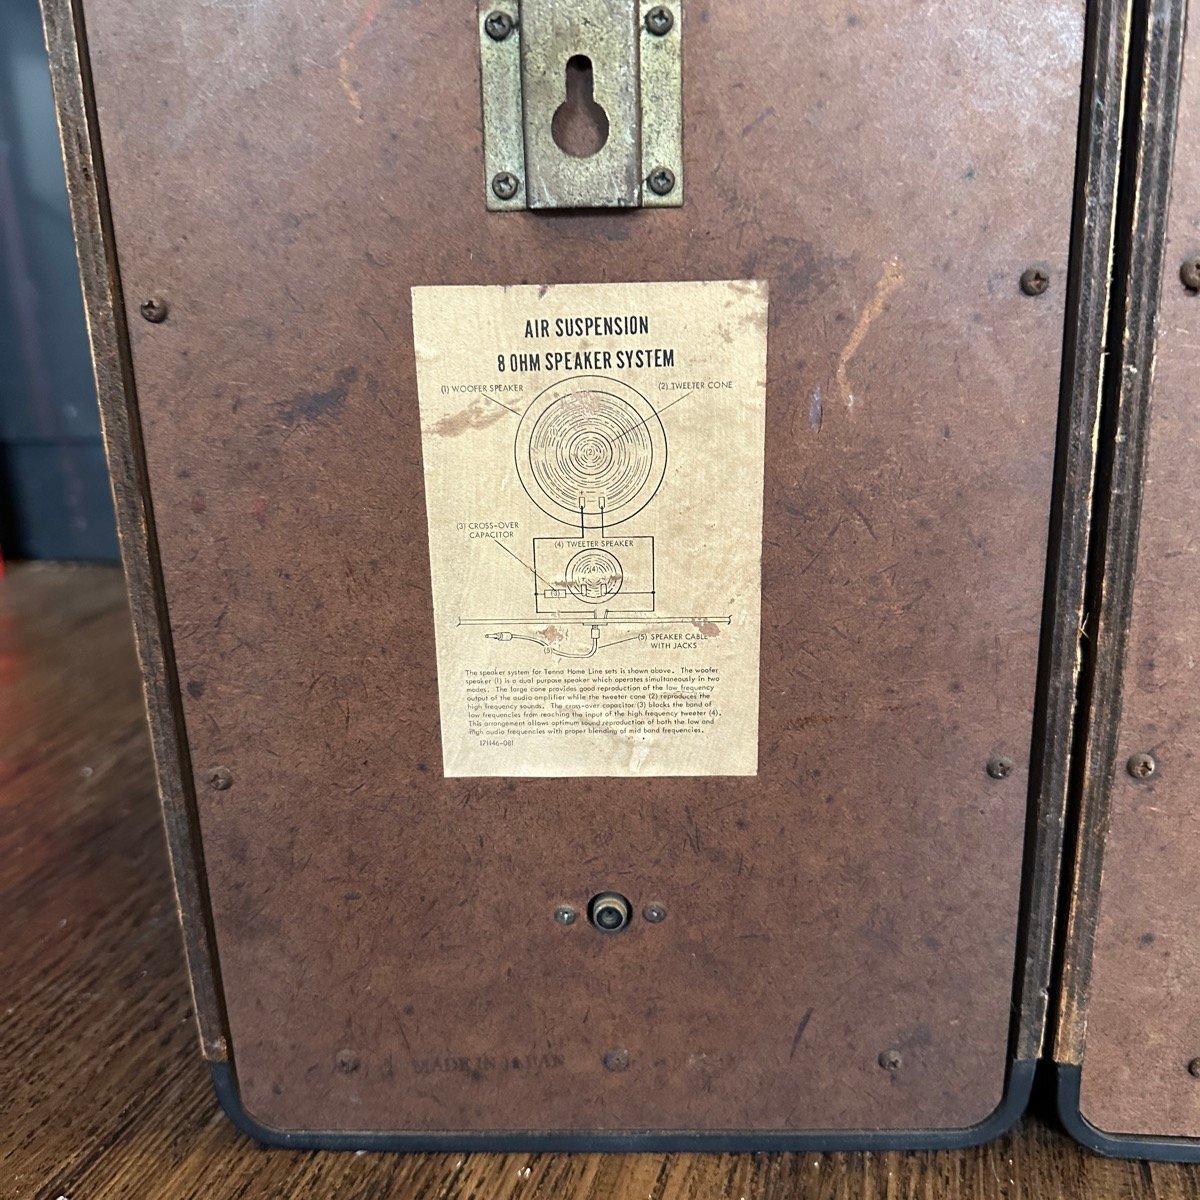 AIR SUSPENSION
8 OHM SPEAKER SYSTEM
(1) WOOFER SPEAKER
(2) TWEETER CONE
(2)
(3) CROSS-OVER
CAPACITOR
(4) TWEETER SPEAKER
(4)
(3)
(5) SPEAKER CABLE
WITH JACKS
(5)
The speaker system for Tenna Home Line sets is shown above. The woofer
speaker (1) is a dual purpose speaker which operates simultaneously in two
modes. The large cone provides good reproduction of the low frequency
output of the audio amplifier while the tweeter cone (2) reproduces the
high frequency sounds. The cross-over capacitor (3) blocks the band of
low frequencies from reaching the input of the high frequency tweeter (4).
This arrangement allows optimum sound reproduction of both the low and
high audio frequencies with proper blending of mid band frequencies.
171146-081
MADE IN JAPAN